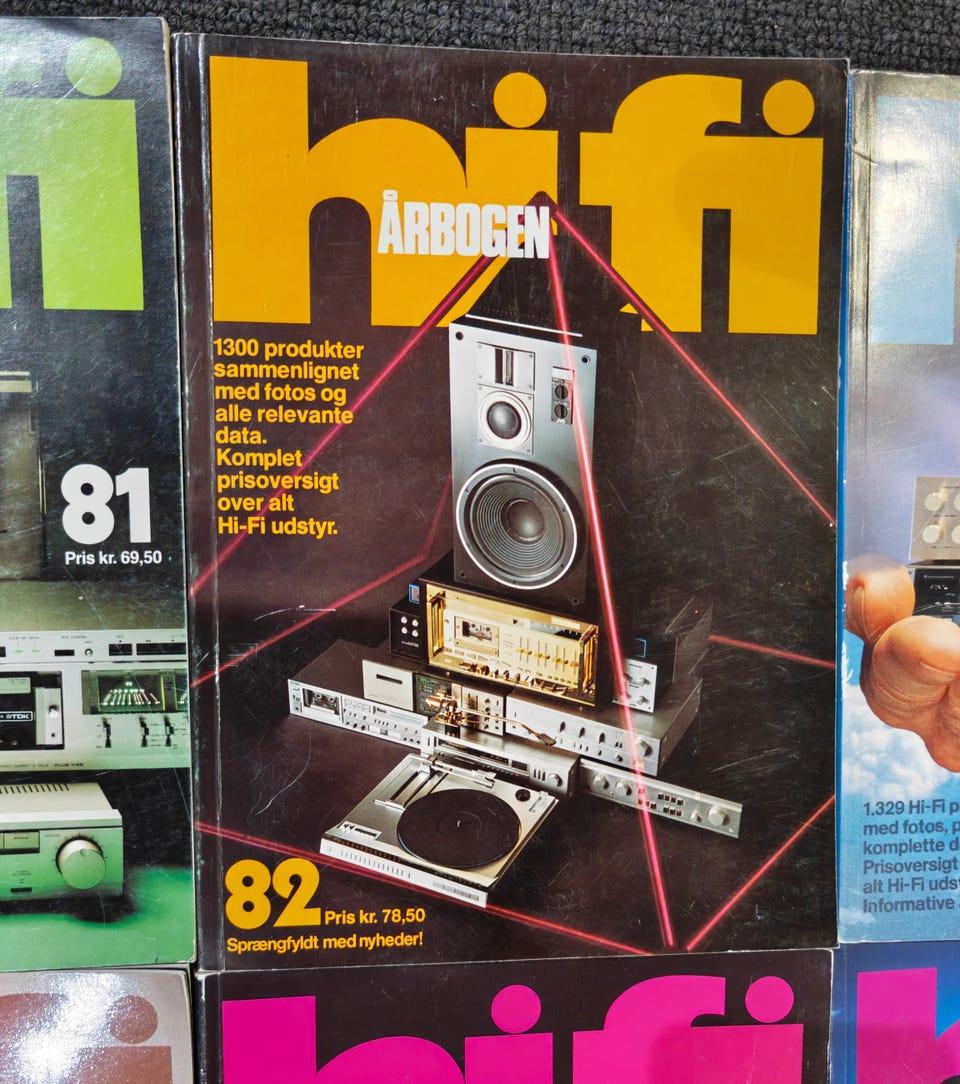 fi
81
Pris kr. 69,50
TDK
hifi
ÅRBOGEN
1300 produkter
sammenlignet
med fotos og
alle relevante
data.
Komplet
prisoversigt
over alt
Hi-Fi udstyr.
82 Pris kr. 78,50
Sprængfyldt med nyheder!
1.329 Hi-Fi p
med fotos, p
komplette d
Prisoversigt
alt Hi-Fi uds
Informative
hifi